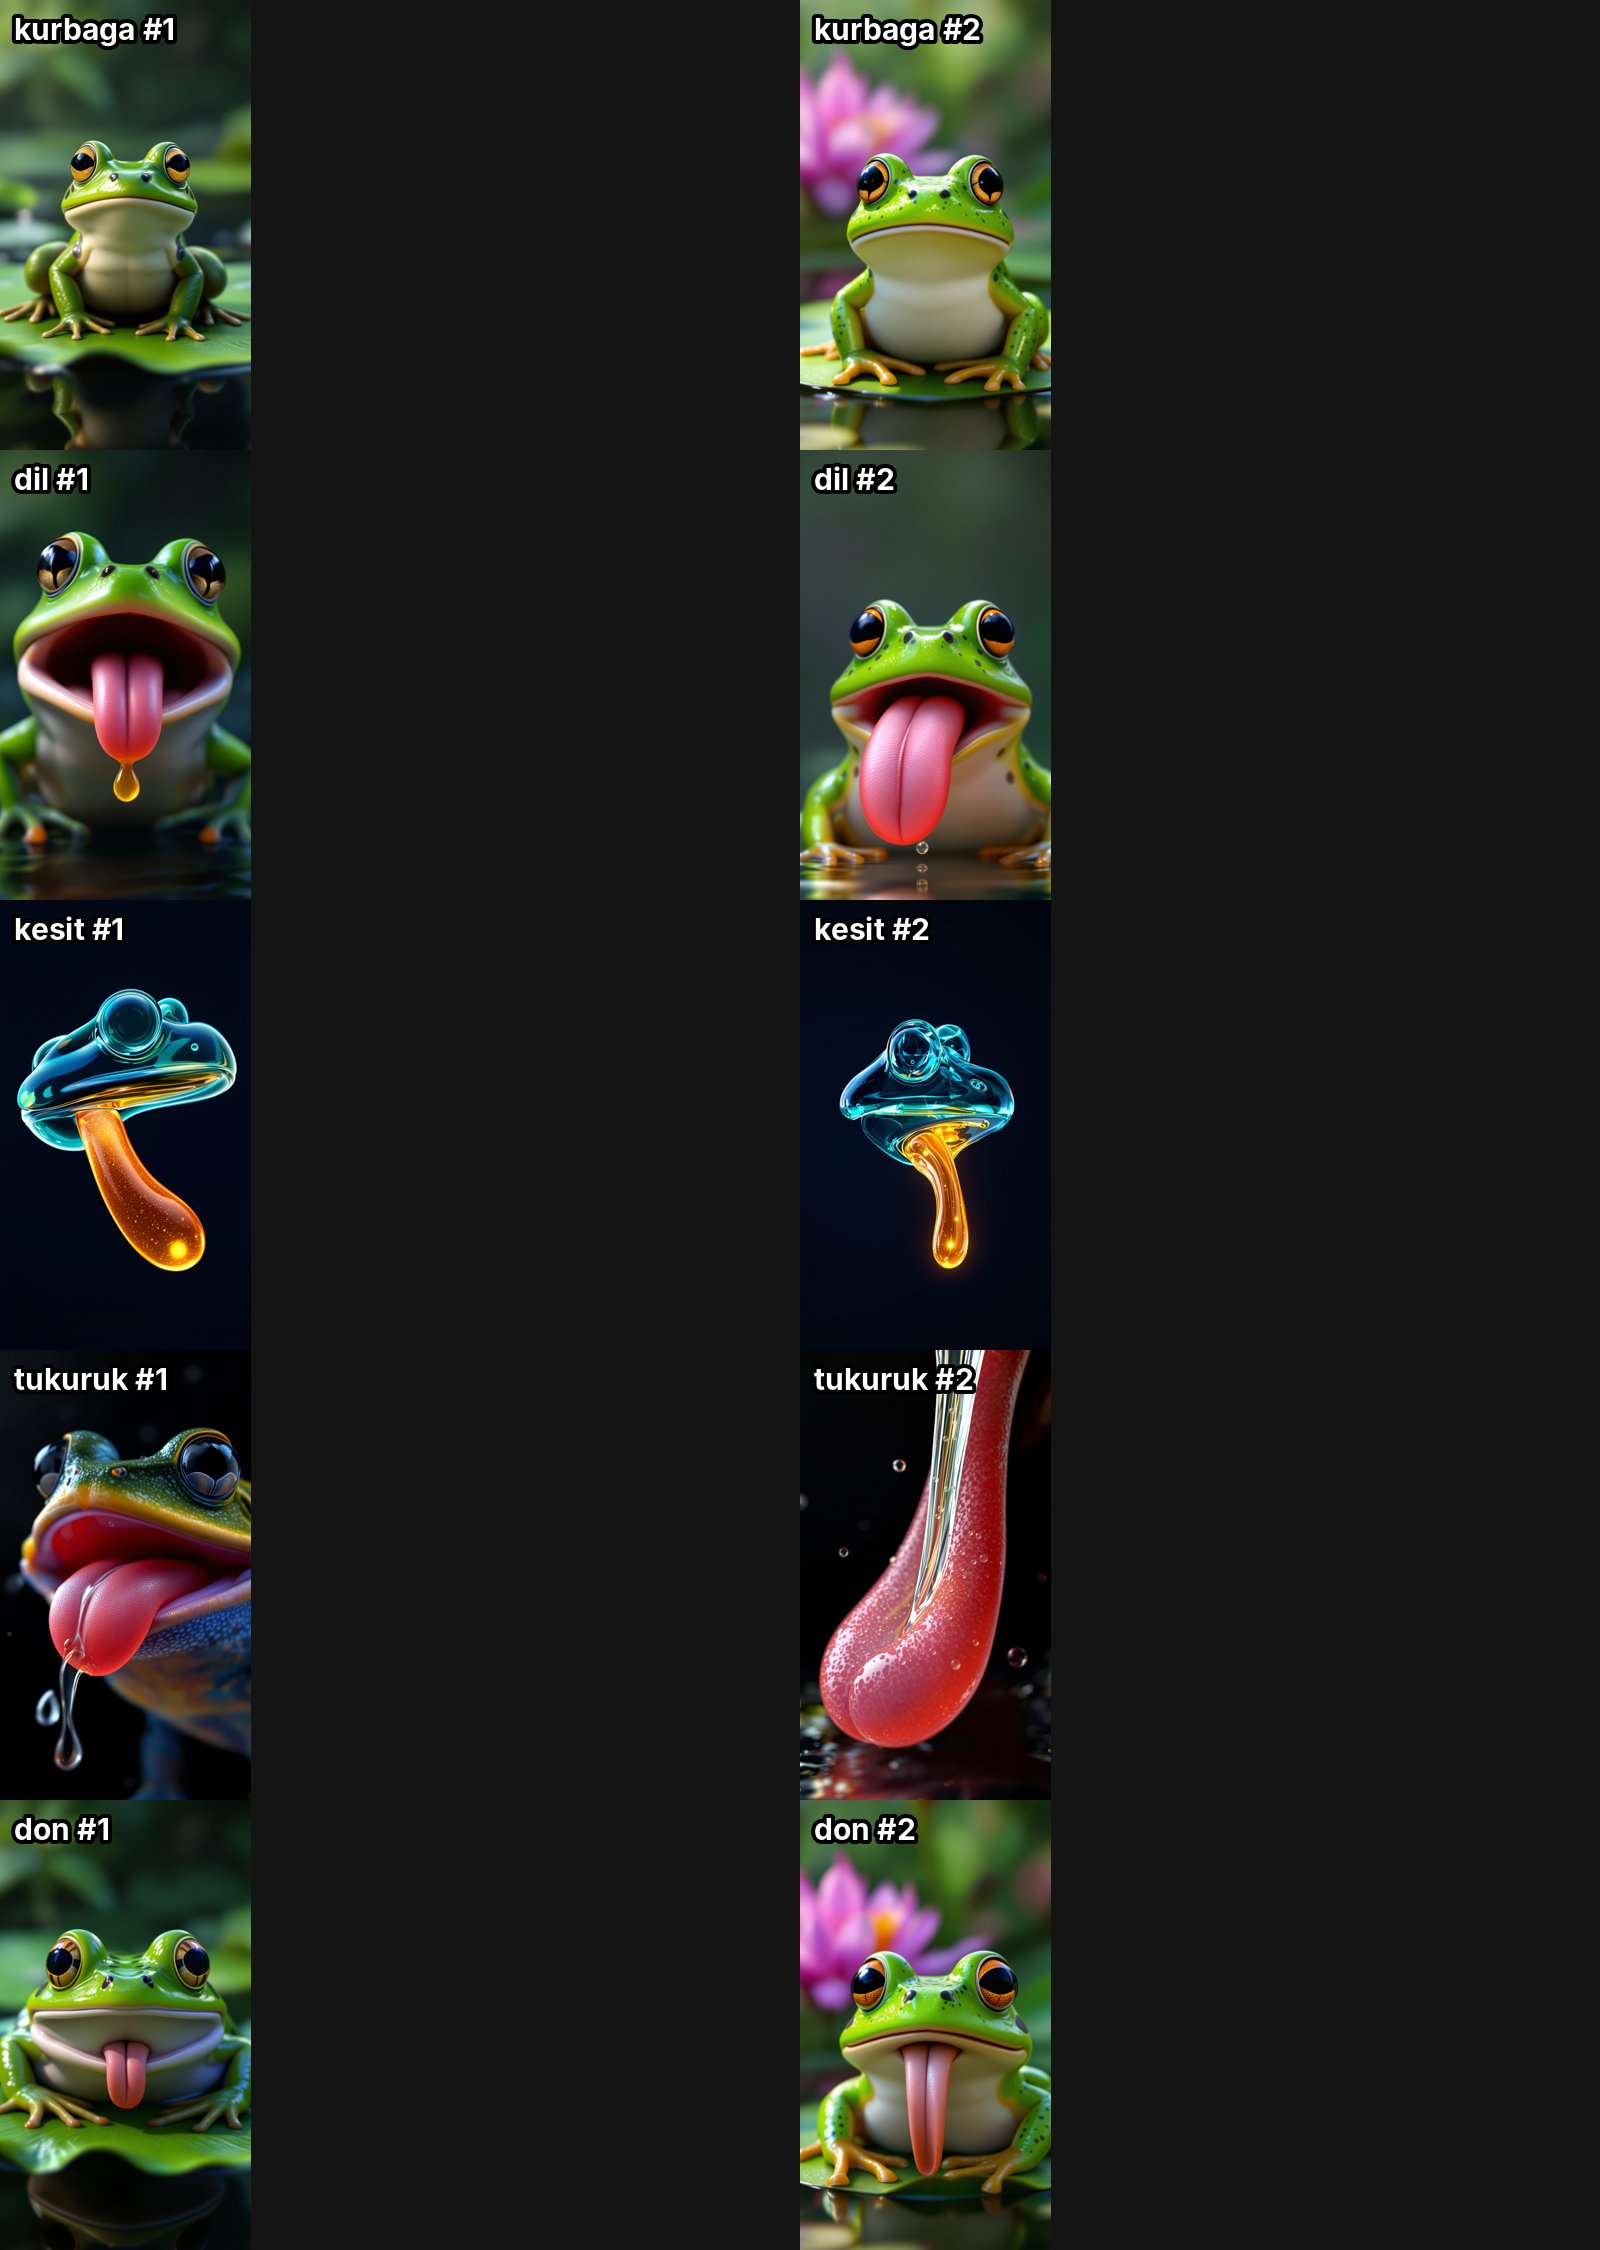 kurbaga #1
kurbaga #2
dil #1
dil #2
kesit #1
kesit #2
tukuruk #1
tukuruk #2
don #1
don #2